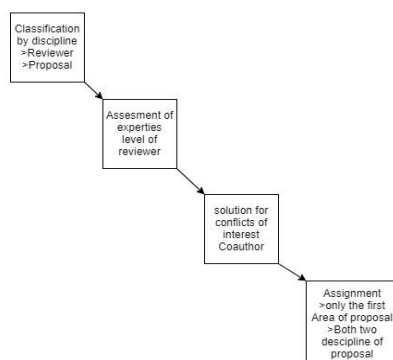 Classification
by discipline
>Reviewer
>Proposal
Assesment of
experties
level of
reviewer
solution for
conflicts of
interest
Coauthor
Assignment
>only the first
Area of proposal
>Both two
descipline of
proposal